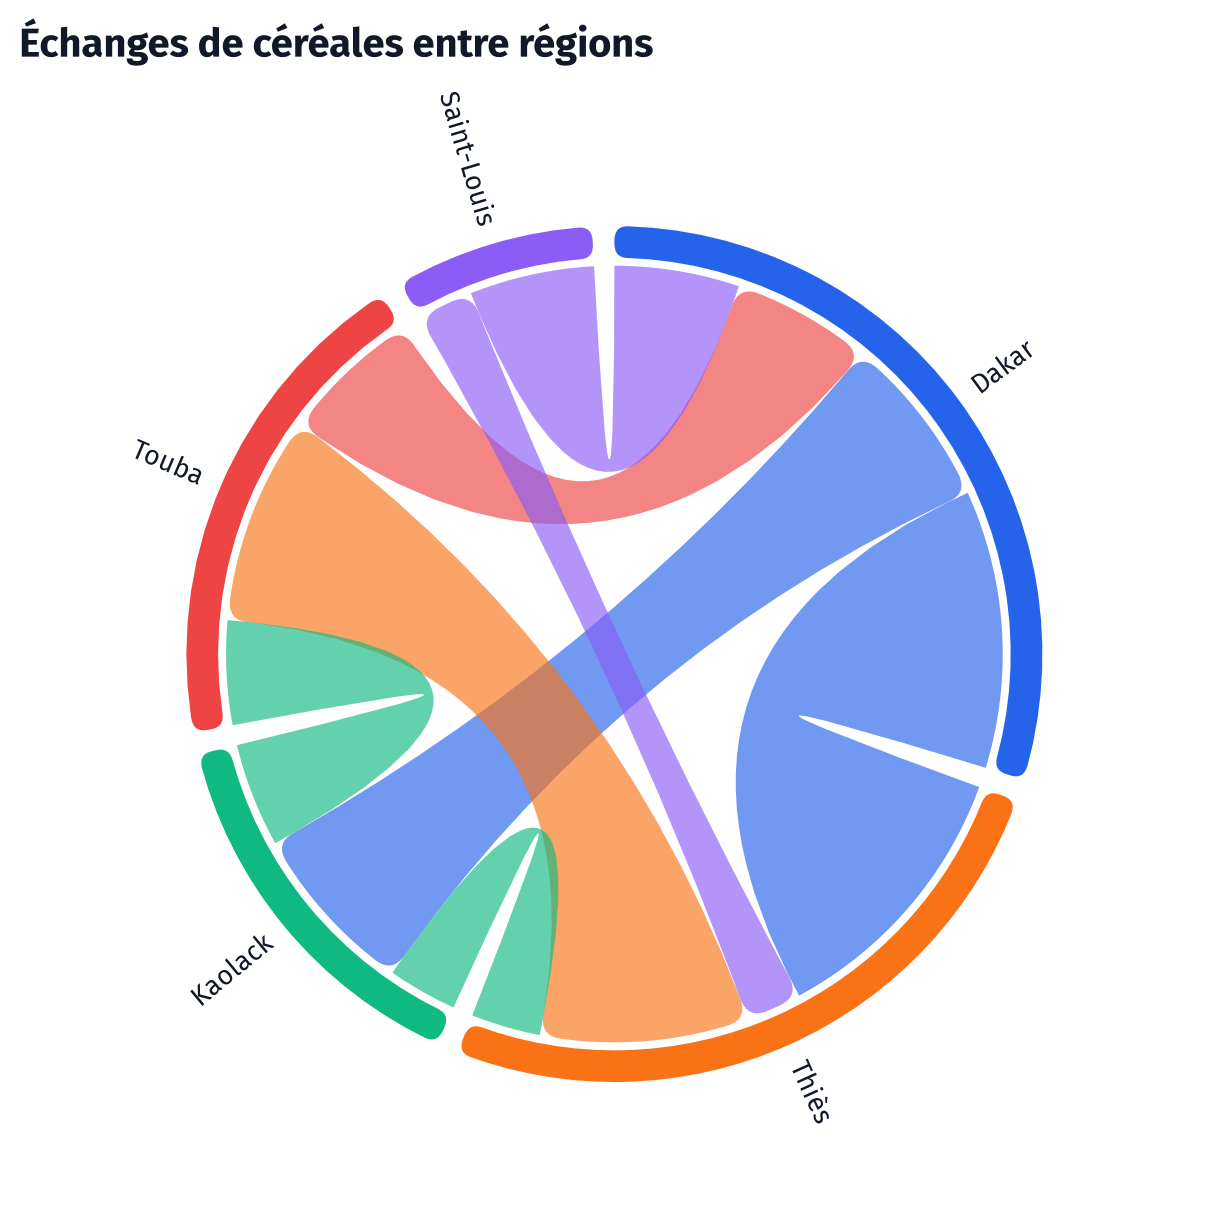 Échanges de céréales entre régions
Saint-Louis
Dakar
Touba
Kaolack
Thiès